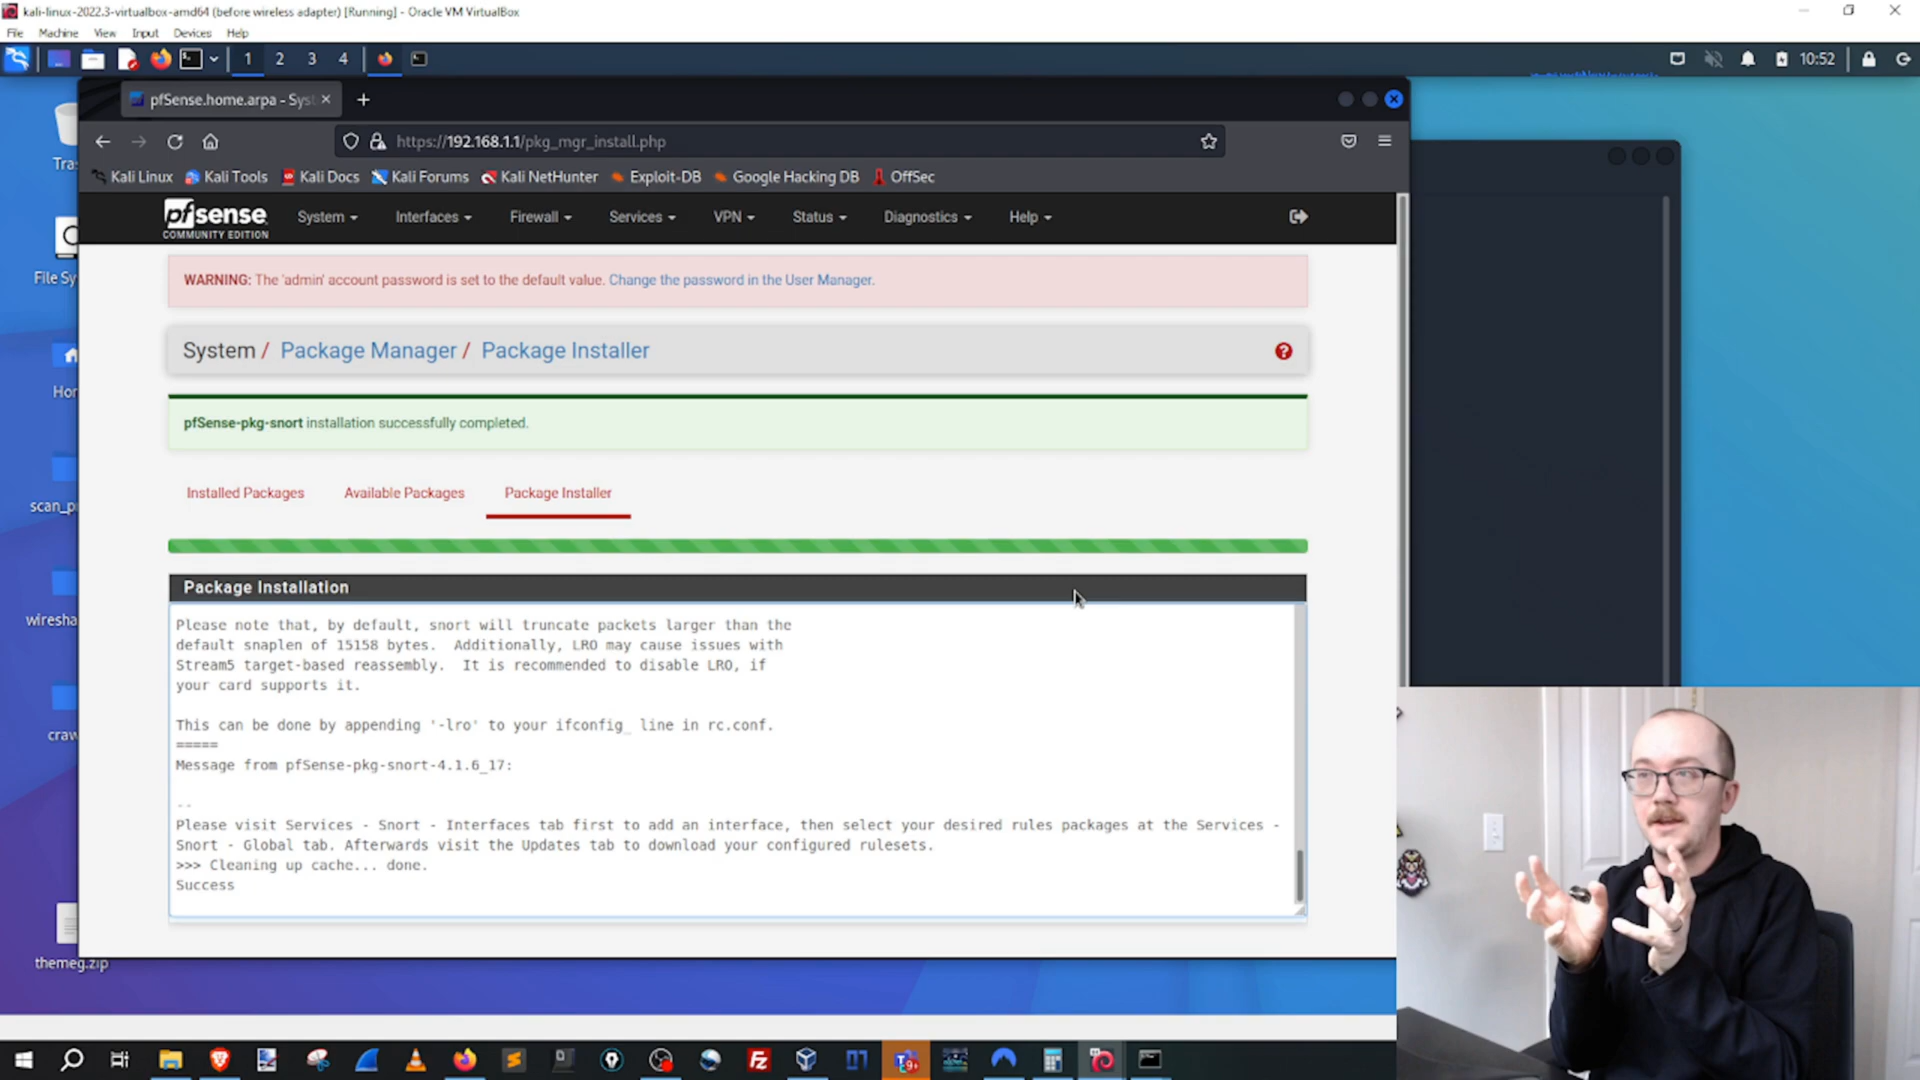 kali-linux-2022.3-virtualbox-amd64 (before wireless adapter) [Running] - Oracle VM VirtualBox
File Machine View Input Devices Help
1 2 3 4 10:52
pfSense.home.arpa - Syst
https://192.168.1.1/pkg_mgr_install.php
Kali Linux Kali Tools Kali Docs Kali Forums Kali NetHunter Exploit-DB Google Hacking DB OffSec
pfsense
COMMUNITY EDITION
System Interfaces Firewall Services VPN Status Diagnostics Help
WARNING: The 'admin' account password is set to the default value. Change the password in the User Manager.
System / Package Manager / Package Installer
pfSense-pkg-snort installation successfully completed.
Installed Packages Available Packages Package Installer
Package Installation
Please note that, by default, snort will truncate packets larger than the
default snaplen of 15158 bytes. Additionally, LRO may cause issues with
Stream5 target-based reassembly. It is recommended to disable LRO, if
your card supports it.
This can be done by appending '-lro' to your ifconfig_ line in rc.conf.
=====
Message from pfSense-pkg-snort-4.1.6_17:
--
Please visit Services - Snort - Interfaces tab first to add an interface, then select your desired rules packages at the Services -
Snort - Global tab. Afterwards visit the Updates tab to download your configured rulesets.
>>> Cleaning up cache... done.
Success
Tra
File Sy
Hor
scan_p
wiresha
craw
themeg.zip